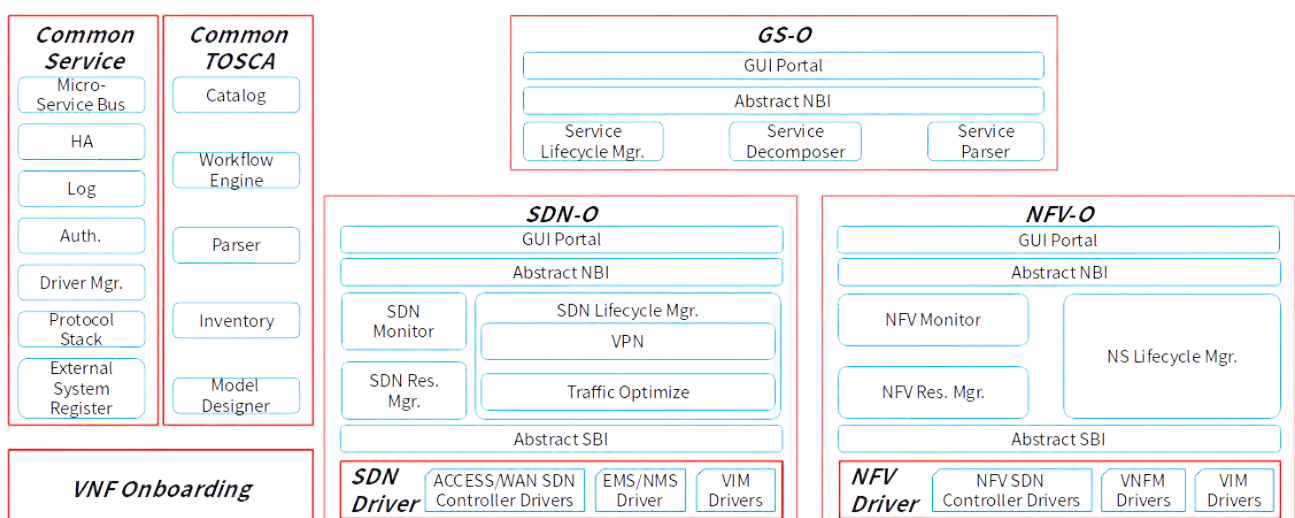 Common
Service
Micro-
Service Bus
HA
Log
Auth.
Driver Mgr.
Protocol
Stack
External
System
Register
Common
TOSCA
Catalog
Workflow
Engine
Parser
Inventory
Model
Designer
VNF Onboarding
GS-O
GUI Portal
Abstract NBI
Service
Lifecycle Mgr.
Service
Decomposer
Service
Parser
SDN-O
GUI Portal
Abstract NBI
SDN
Monitor
SDN Res.
Mgr.
SDN Lifecycle Mgr.
VPN
Traffic Optimize
Abstract SBI
SDN
Driver
ACCESS/WAN SDN
Controller Drivers
EMS/NMS
Driver
VIM
Drivers
NFV-O
GUI Portal
Abstract NBI
NFV Monitor
NFV Res. Mgr.
NS Lifecycle Mgr.
Abstract SBI
NFV
Driver
NFV SDN
Controller Drivers
VNFM
Drivers
VIM
Drivers